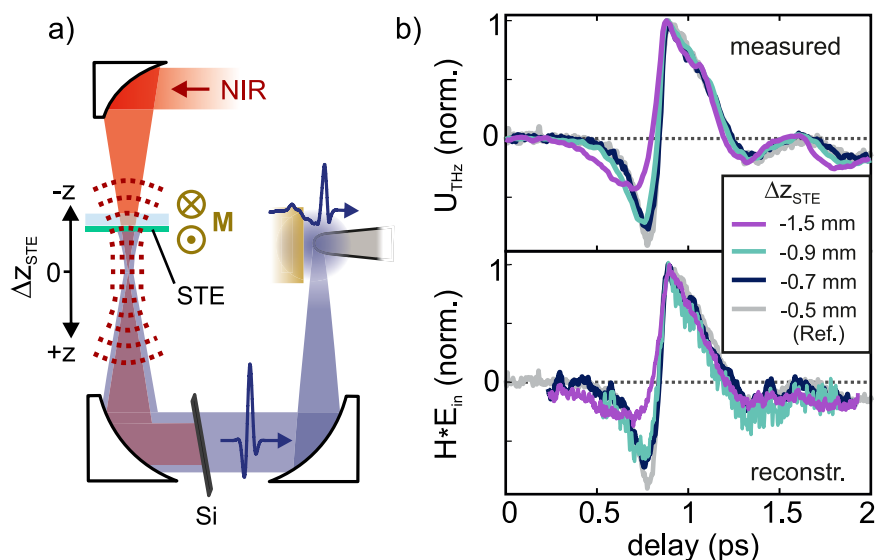 a)
NIR
-z
M
ΔzSTE
0
STE
+z
Si
b)
measured
UTHz (norm.)
1
0
ΔzSTE
-1.5 mm
-0.9 mm
-0.7 mm
-0.5 mm
(Ref.)
H*Ein (norm.)
1
0
reconstr.
0 0.5 1 1.5 2
delay (ps)